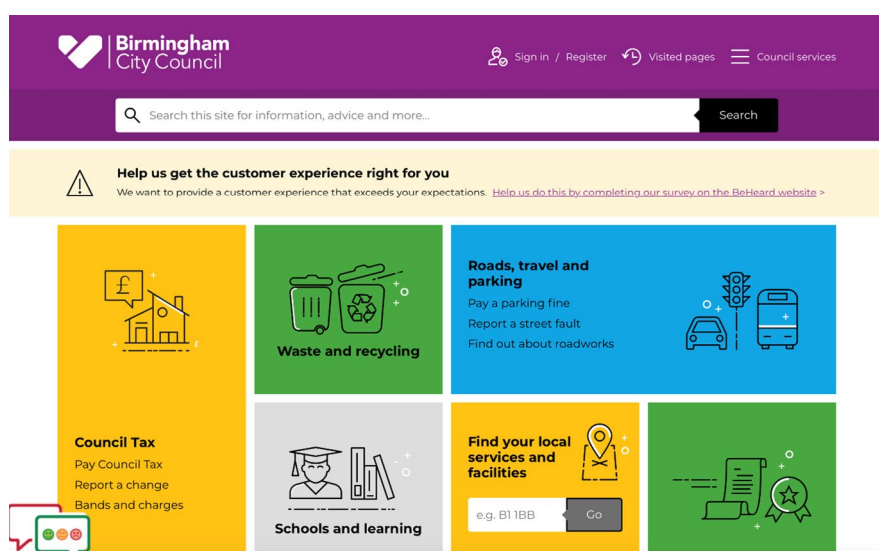 Birmingham
City Council
Sign in / Register
Visited pages
Council services
Search this site for information, advice and more...
Search
Help us get the customer experience right for you
We want to provide a customer experience that exceeds your expectations. Help us do this by completing our survey on the BeHeard website >
£
£
Waste and recycling
Roads, travel and
parking
Pay a parking fine
Report a street fault
Find out about roadworks
Council Tax
Pay Council Tax
Report a change
Bands and charges
Schools and learning
Find your local
services and
facilities
e.g. B1 1BB
Go